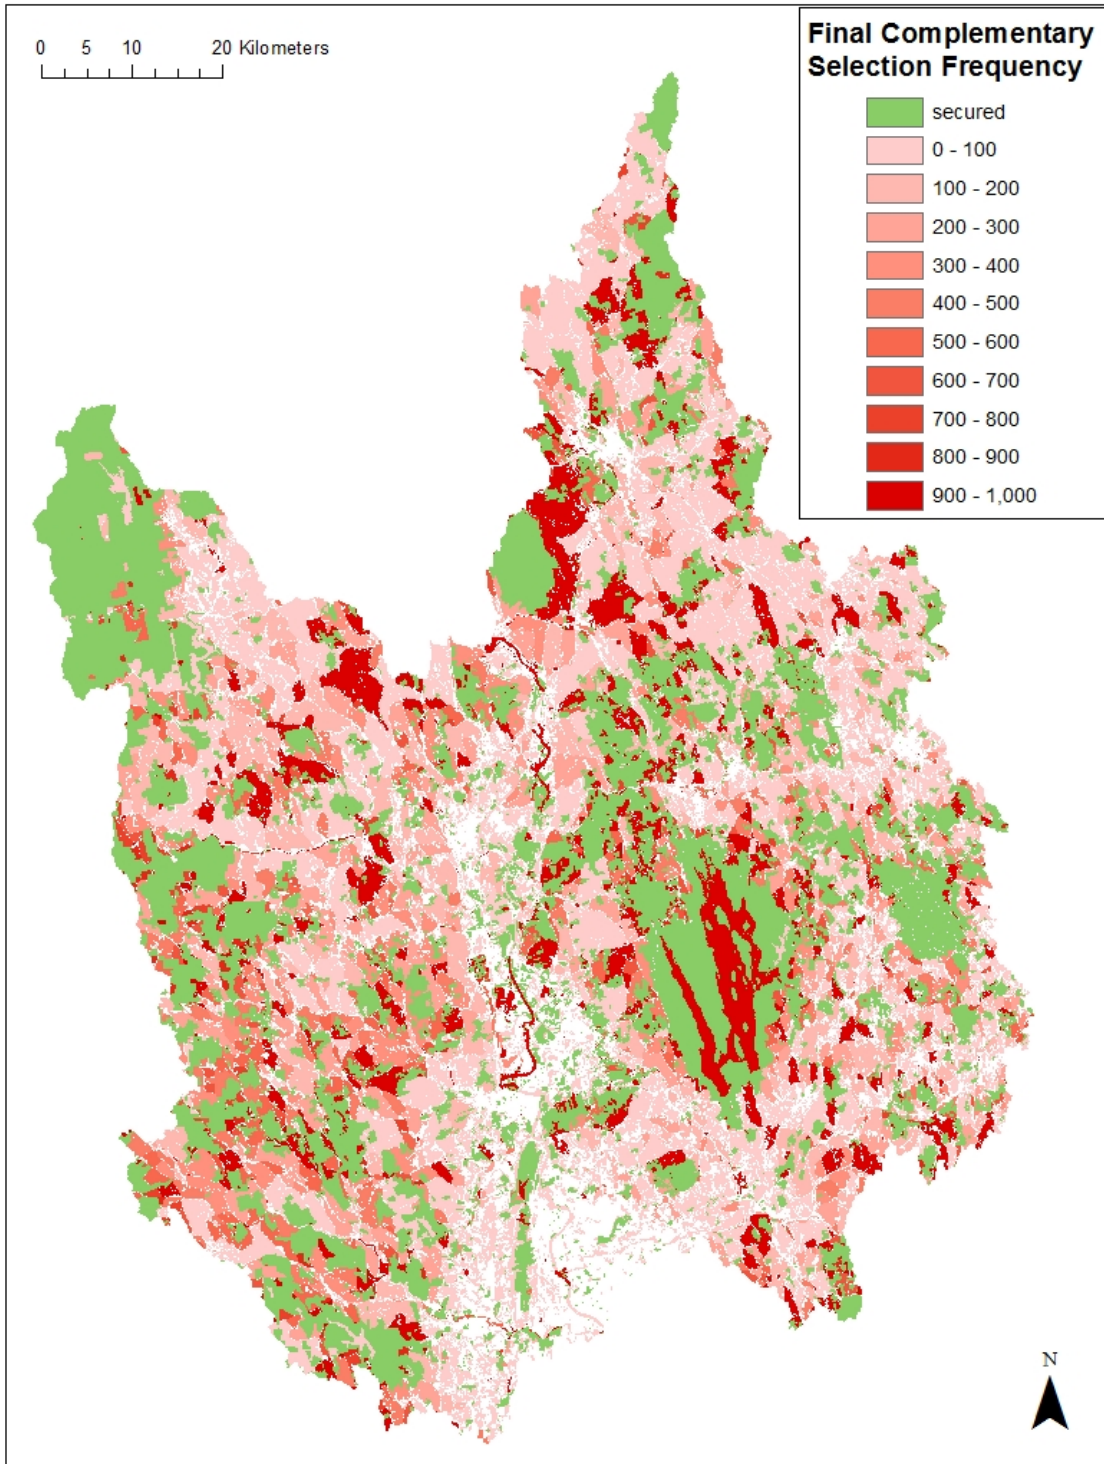 0 5 10 20 Kilometers
Final Complementary
Selection Frequency
secured
0 - 100
100 - 200
200 - 300
300 - 400
400 - 500
500 - 600
600 - 700
700 - 800
800 - 900
900 - 1,000
N